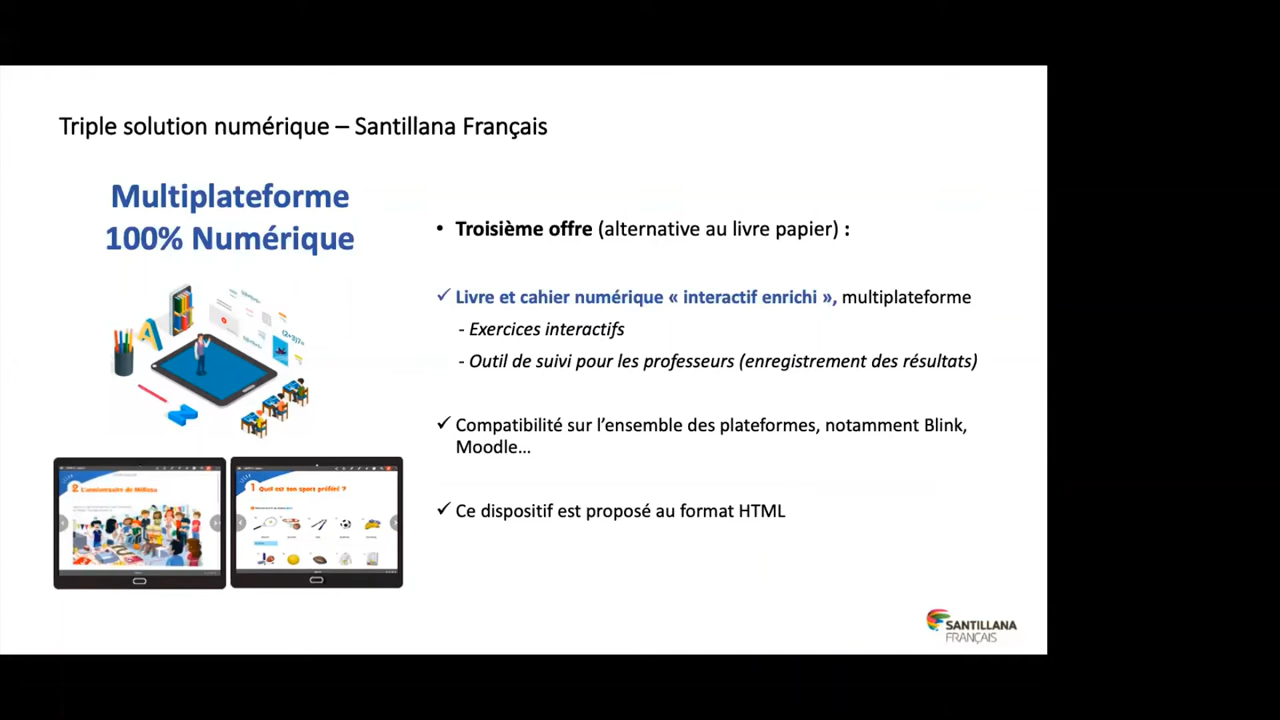 Triple solution numérique – Santillana Français
Multiplateforme
100% Numérique
• Troisième offre (alternative au livre papier) :
✓ Livre et cahier numérique « interactif enrichi », multiplateforme
- Exercices interactifs
- Outil de suivi pour les professeurs (enregistrement des résultats)
✓ Compatibilité sur l’ensemble des plateformes, notamment Blink,
Moodle…
✓ Ce dispositif est proposé au format HTML
2 L'anniversaire de Mélissa
1 Quel est ton sport préféré ?
SANTILLANA
FRANÇAIS